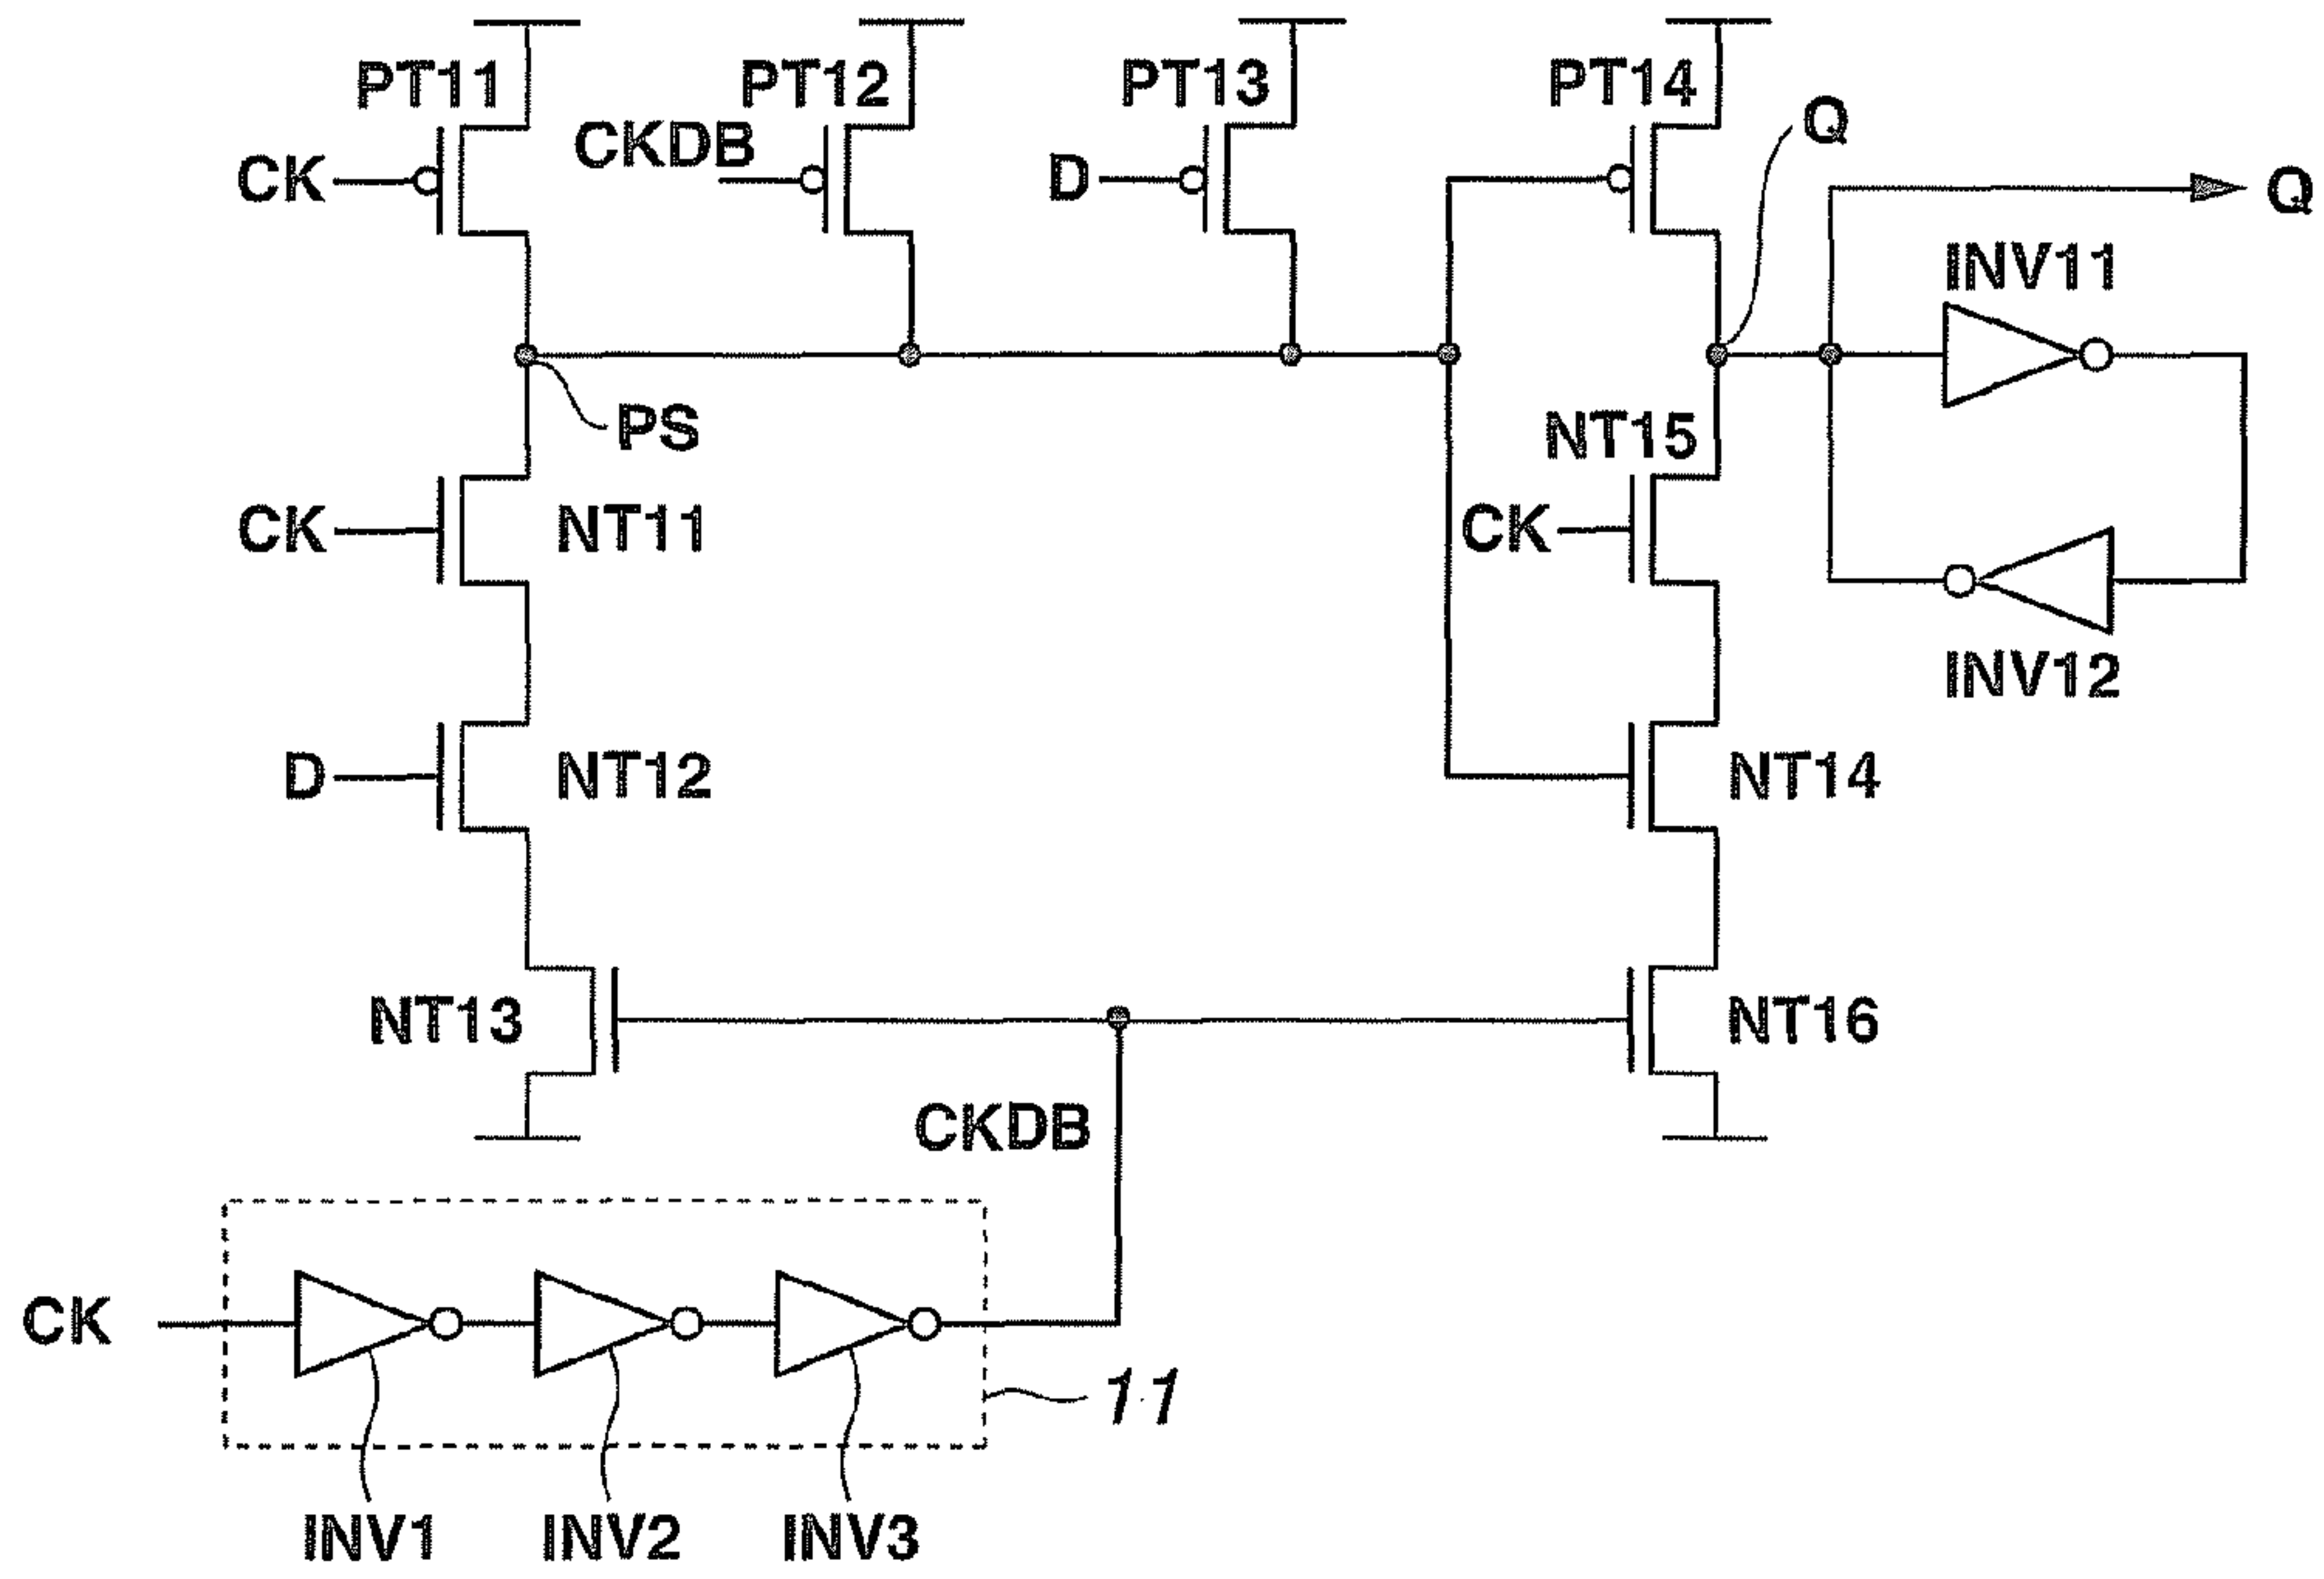 PT11
PT12
PT13
PT14
Q
CK
CKDB
D
Q
INV11
PS
NT15
CK
NT11
CK
INV12
D
NT12
NT14
NT13
NT16
CKDB
CK
11
INV1
INV2
INV3